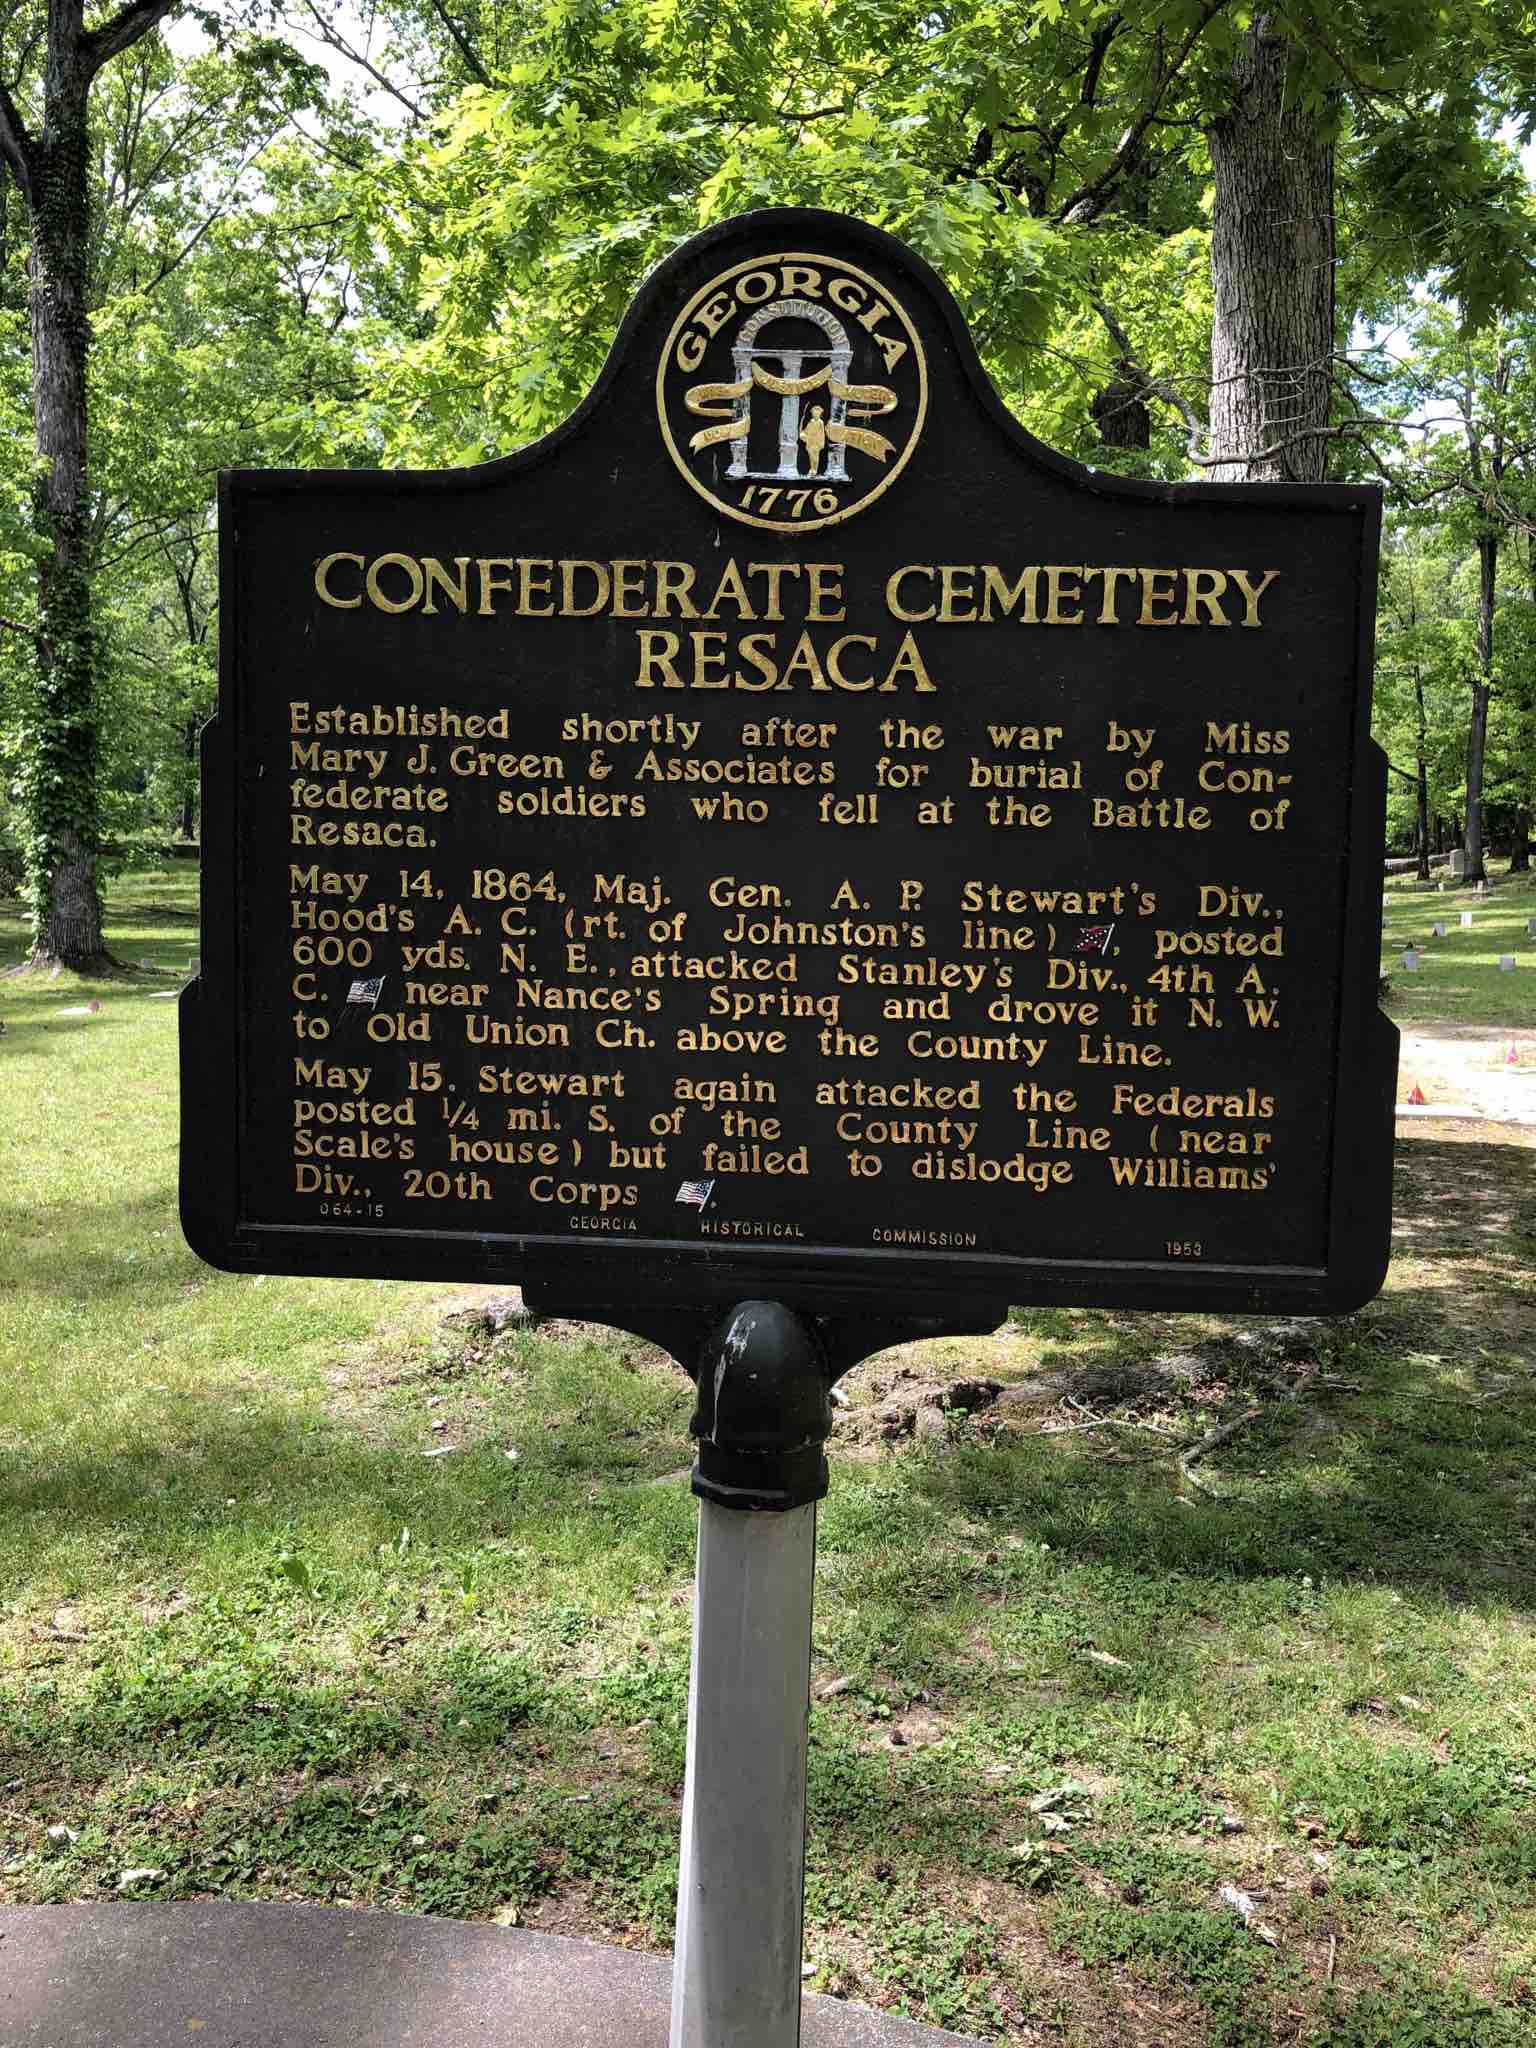 GEORGIA
CONSTITUTION
1776
CONFEDERATE CEMETERY
RESACA
Established shortly after the war by Miss
Mary J. Green & Associates for burial of Con-
federate soldiers who fell at the Battle of
Resaca.
May 14, 1864, Maj. Gen. A. P. Stewart's Div.,
Hood's A. C. (rt. of Johnston's line) , posted
600 yds. N. E., attacked Stanley's Div., 4th A.
C. near Nance's Spring and drove it N. W.
to Old Union Ch. above the County Line.
May 15. Stewart again attacked the Federals
posted 1/4 mi. S. of the County Line (near
Scale's house) but failed to dislodge Williams'
Div., 20th Corps .
064-15 GEORGIA HISTORICAL COMMISSION 1953